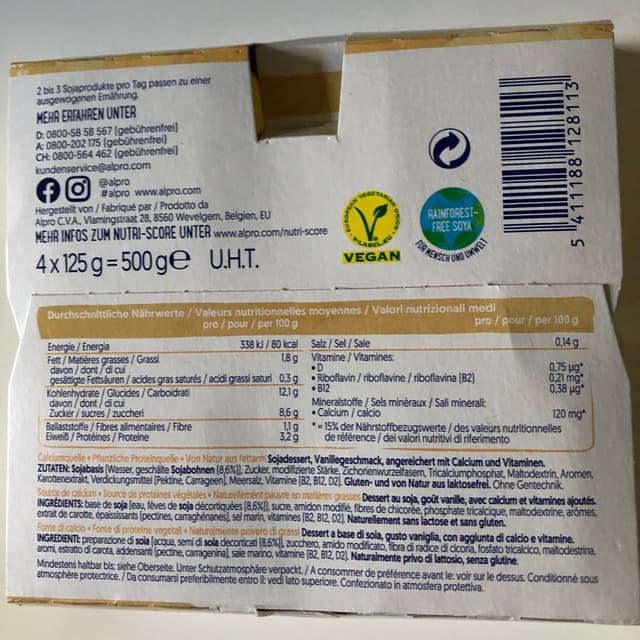 2 bis 3 Sojaprodukte pro Tag passen zu einer
ausgewogenen Ernährung.
MEHR ERFAHREN UNTER
D: 0800-58 58 567 (gebührenfrei)
A: 0800-202 175 (gebührenfrei)
CH: 0800-564 462 (gebührenfrei)
kundenservice@alpro.com
@alpro
#alpro www.alpro.com
Hergestellt von / Fabriqué par / Prodotto da
Alpro C.V.A., Vlamingstraat 28, 8560 Wevelgem, Belgien, EU
MEHR INFOS ZUM NUTRI-SCORE UNTER www.alpro.com/nutri-score
4 x 125 g = 500 g e U.H.T.
EUROPEAN VEGETARIAN UNION
V-LABEL.EU
VEGAN
RAINFOREST-
FREE SOYA
FÜR MENSCH UND UMWELT
5 411188 128113
Durchschnittliche Nährwerte / Valeurs nutritionnelles moyennes / Valori nutrizionali medi
pro / pour / per 100 g pro / pour / per 100 g
Energie / Energia 338 kJ / 80 kcal
Fett / Matières grasses / Grassi 1,8 g
davon / dont / di cui
gesättigte Fettsäuren / acides gras saturés / acidi grassi saturi 0,3 g
Kohlenhydrate / Glucides / Carboidrati 12,1 g
davon / dont / di cui
Zucker / sucres / zuccheri 8,6 g
Ballaststoffe / Fibres alimentaires / Fibre 1,1 g
Eiweiß / Protéines / Proteine 3,2 g
Salz / Sel / Sale 0,14 g
Vitamine / Vitamines:
• D 0,75 µg*
• Riboflavin / riboflavine / riboflavina (B2) 0,21 mg*
• B12 0,38 µg*
Mineralstoffe / Sels minéraux / Sali minerali:
• Calcium / calcio 120 mg*
* = 15% der Nährstoffbezugswerte / des valeurs nutritionnelles
de référence / dei valori nutritivi di riferimento
Calciumquelle • Pflanzliche Proteinquelle • Von Natur aus fettarm Sojadessert, Vanillegeschmack, angereichert mit Calcium und Vitaminen.
ZUTATEN: Sojabasis (Wasser, geschälte Sojabohnen (8,6%)), Zucker, modifizierte Stärke, Zichorienwurzelfasern, Tricalciumphosphat, Maltodextrin, Aromen,
Karottenextrakt, Verdickungsmittel (Pektine, Carrageen), Meersalz, Vitamine (B2, B12, D2). Gluten- und von Natur aus laktosefrei. Ohne Gentechnik.
Source de calcium • Source de protéines végétales • Naturellement pauvre en matières grasses Dessert au soja, goût vanille, avec calcium et vitamines ajoutés.
INGRÉDIENTS: base de soja (eau, fèves de soja décortiquées (8,6%)), sucre, amidon modifié, fibres de chicorée, phosphate tricalcique, maltodextrine, arômes,
extrait de carotte, épaississants (pectines, carraghénanes), sel marin, vitamines (B2, B12, D2). Naturellement sans lactose et sans gluten.
Fonte di calcio • Fonte di proteine vegetali • Naturalmente povero di grassi Dessert a base di soia, gusto vaniglia, con aggiunta di calcio e vitamine.
INGREDIENTI: preparazione di soia (acqua, semi di soia decorticati (8,6%)), zucchero, amido modificato, fibra di radice di cicoria, fosfato tricalcico, maltodestrina,
aromi, estratto di carota, addensanti (pectine, carragenina), sale marino, vitamine (B2, B12, D2). Naturalmente privo di lattosio, senza glutine.
Mindestens haltbar bis: siehe Oberseite. Unter Schutzatmosphäre verpackt. / A consommer de préférence avant le: voir sur le dessus. Conditionné sous
atmosphère protectrice. / Da consumarsi preferibilmente entro il: vedi lato superiore. Confezionato in atmosfera protettiva.